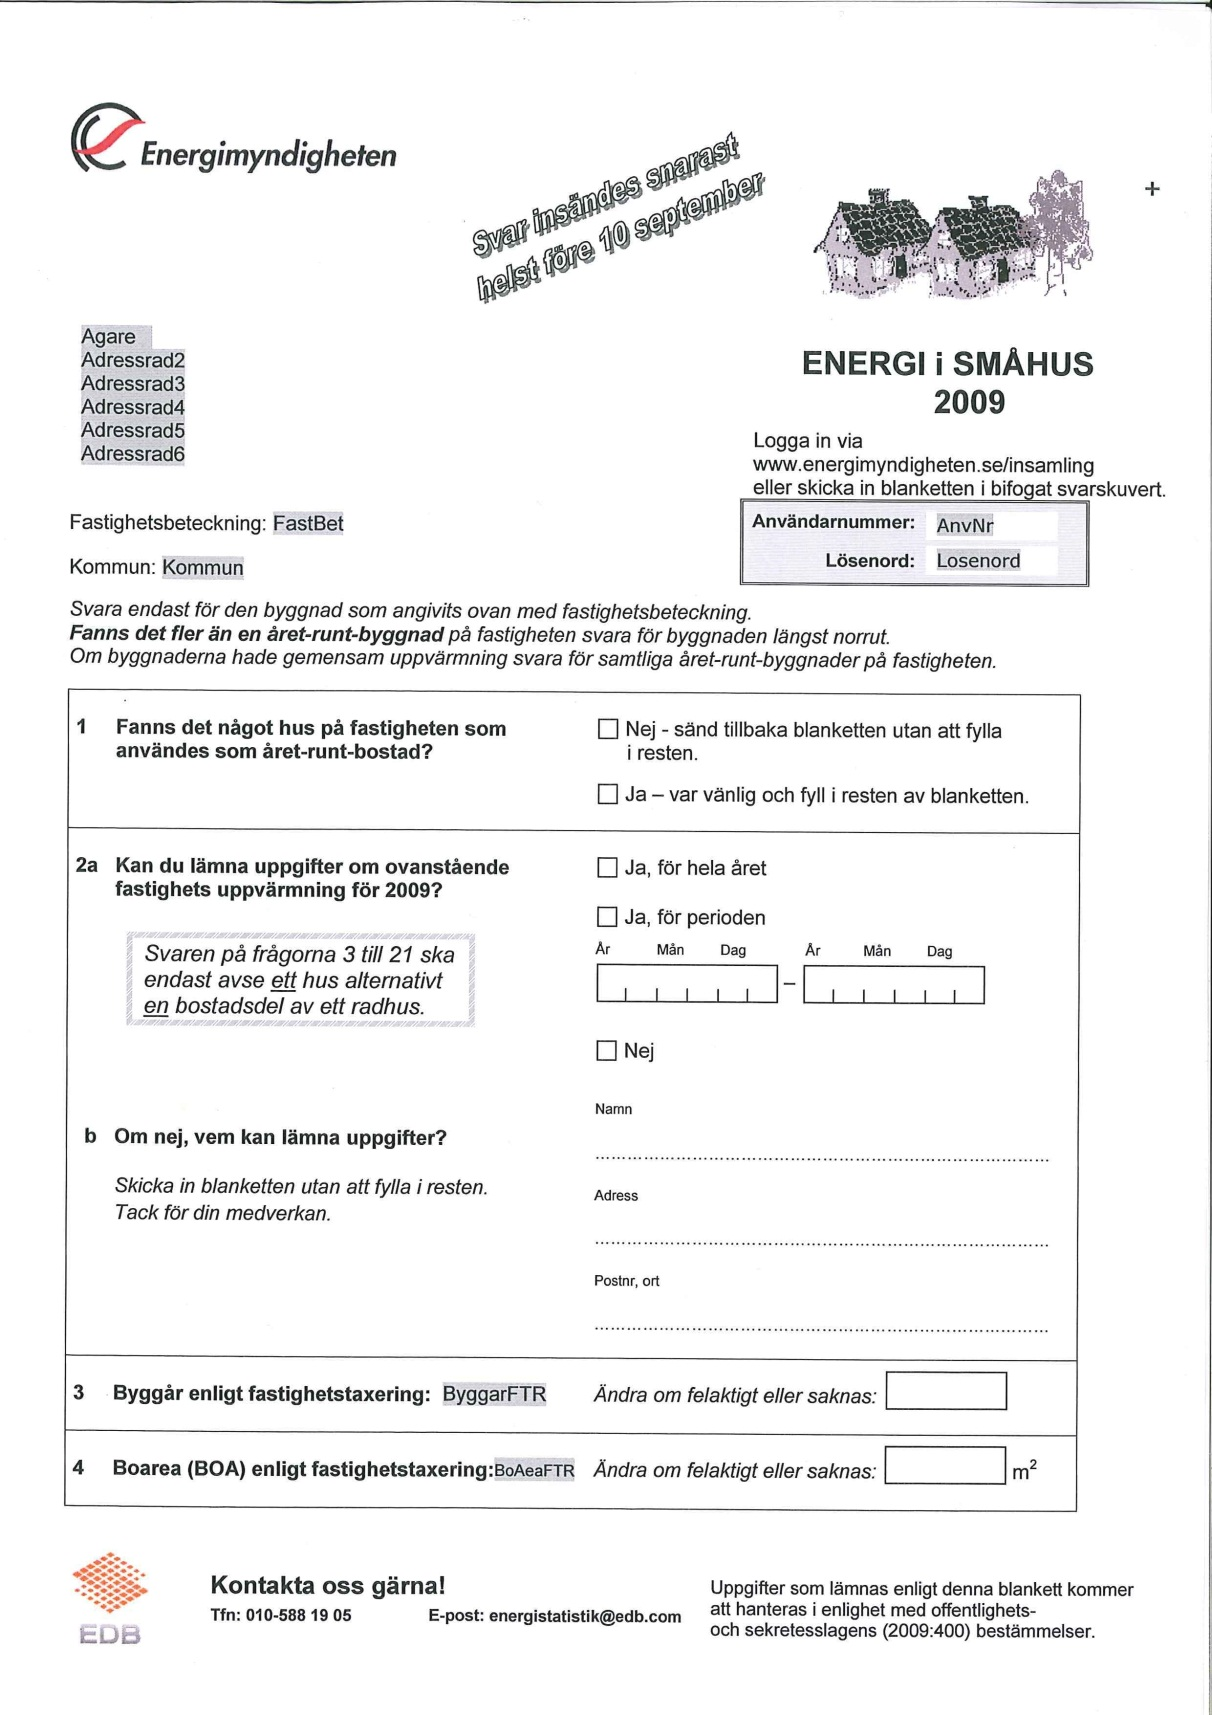 Energimyndigheten
Svar insändes snarast
helst före 10 september
+
Agare
Adressrad2
Adressrad3
Adressrad4
Adressrad5
Adressrad6
ENERGI i SMÅHUS
2009
Logga in via
www.energimyndigheten.se/insamling
eller skicka in blanketten i bifogat svarskuvert.
Användarnummer: AnvNr
Lösenord: Losenord
Fastighetsbeteckning: FastBet
Kommun: Kommun
Svara endast för den byggnad som angivits ovan med fastighetsbeteckning.
Fanns det fler än en året-runt-byggnad på fastigheten svara för byggnaden längst norrut.
Om byggnaderna hade gemensam uppvärmning svara för samtliga året-runt-byggnader på fastigheten.
1 Fanns det något hus på fastigheten som
användes som året-runt-bostad?
Nej - sänd tillbaka blanketten utan att fylla
i resten.
Ja – var vänlig och fyll i resten av blanketten.
2a Kan du lämna uppgifter om ovanstående
fastighets uppvärmning för 2009?
Svaren på frågorna 3 till 21 ska
endast avse ett hus alternativt
en bostadsdel av ett radhus.
Ja, för hela året
Ja, för perioden
År Mån Dag År Mån Dag
–
Nej
b Om nej, vem kan lämna uppgifter?
Skicka in blanketten utan att fylla i resten.
Tack för din medverkan.
Namn
Adress
Postnr, ort
3 Byggår enligt fastighetstaxering: ByggarFTR Ändra om felaktigt eller saknas:
4 Boarea (BOA) enligt fastighetstaxering:BoAeaFTR Ändra om felaktigt eller saknas: m²
EDB
Kontakta oss gärna!
Tfn: 010-588 19 05 E-post: energistatistik@edb.com
Uppgifter som lämnas enligt denna blankett kommer
att hanteras i enlighet med offentlighets-
och sekretesslagens (2009:400) bestämmelser.